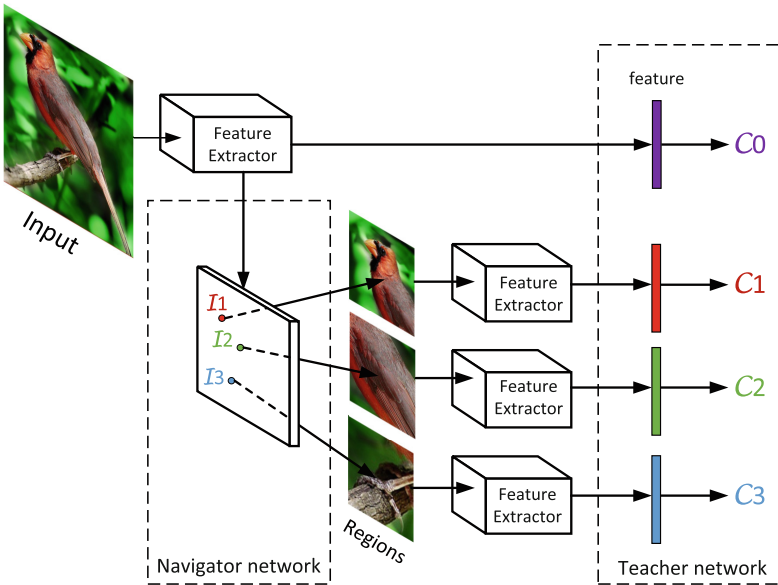 feature
Feature
Extractor
C0
Input
I1
I2
I3
Feature
Extractor
C1
Feature
Extractor
C2
Feature
Extractor
C3
Regions
Navigator network
Teacher network